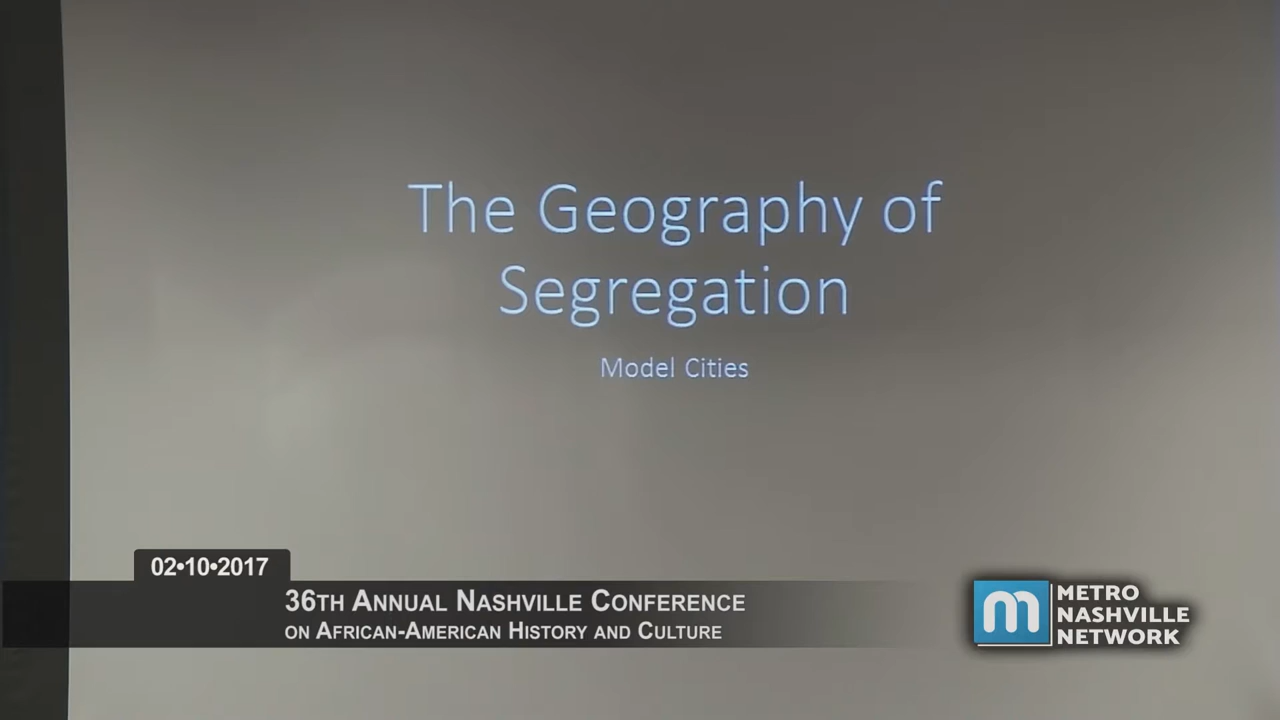 The Geography of
Segregation
Model Cities
02•10•2017
36TH ANNUAL NASHVILLE CONFERENCE
ON AFRICAN-AMERICAN HISTORY AND CULTURE
m
METRO
NASHVILLE
NETWORK